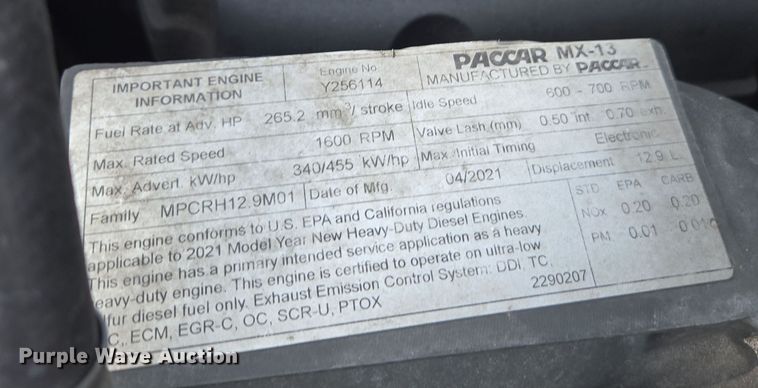 IMPORTANT ENGINE INFORMATION
Engine No.
Y256114
PACCAR MX-13
MANUFACTURED BY PACCAR
Fuel Rate at Adv. HP 265.2 mm³/ stroke
Idle Speed 600 - 700 RPM
Max. Rated Speed 1600 RPM
Valve Lash (mm) 0.50 int. 0.70 exh.
Max. Advert. kW/hp 340/455 kW/hp
Max. Initial Timing Electronic
Family MPCRH12.9M01
Date of Mfg. 04/2021
Displacement 12.9 L.
This engine conforms to U.S. EPA and California regulations
applicable to 2021 Model Year New Heavy-Duty Diesel Engines.
This engine has a primary intended service application as a heavy
heavy-duty engine. This engine is certified to operate on ultra-low
lfur diesel fuel only. Exhaust Emission Control System: DDI, TC,
C, ECM, EGR-C, OC, SCR-U, PTOX
2290207
STD EPA CARB
NOx 0.20 0.20
PM 0.01 0.01
Purple Wave Auction